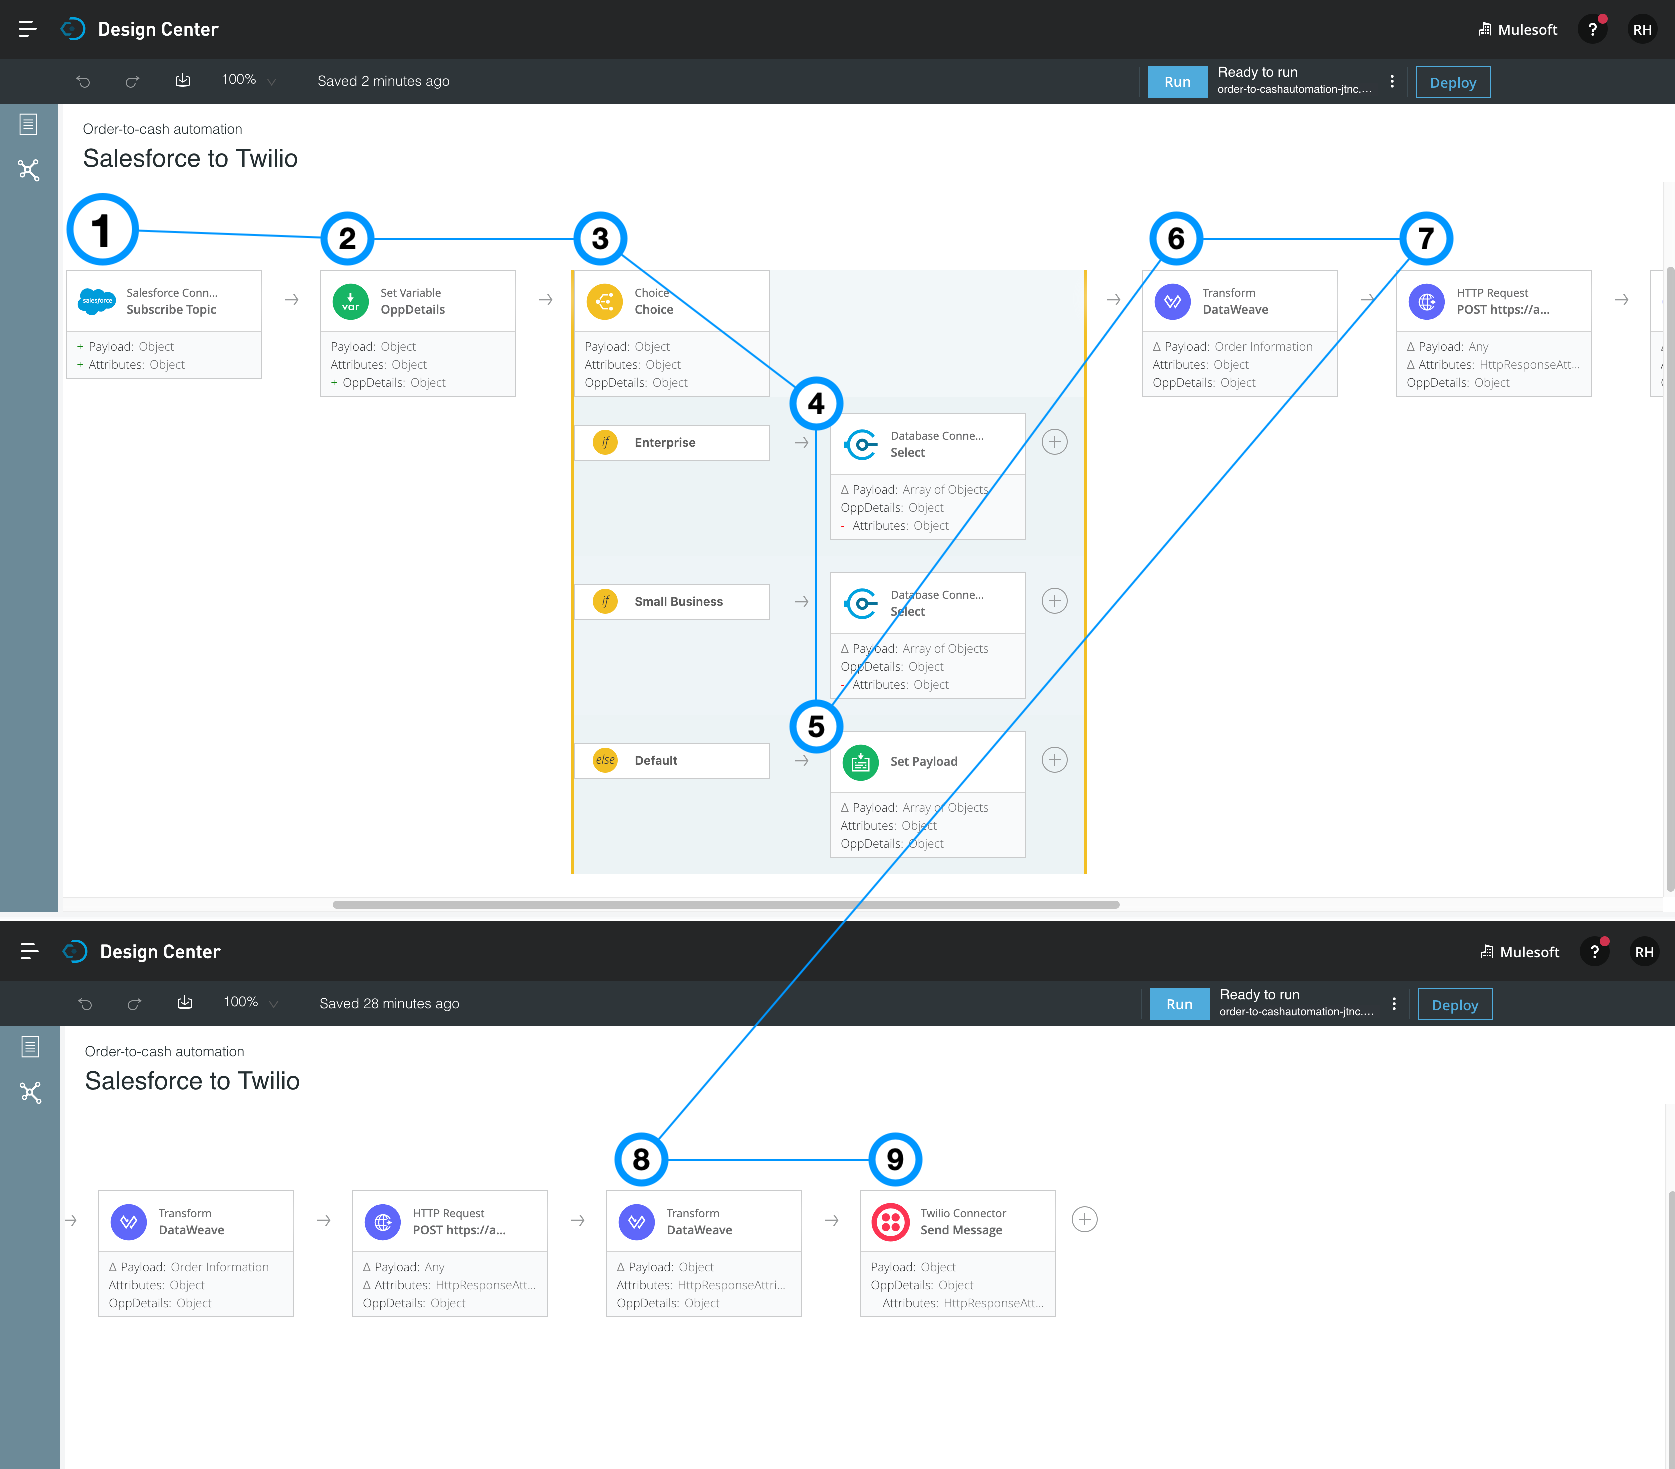 Design Center
Mulesoft
?
RH
100%
Saved 2 minutes ago
Run
Ready to run
order-to-cashautomation-jtnc....
Deploy
Order-to-cash automation
Salesforce to Twilio
1
2
3
6
7
salesforce
Salesforce Conn...
Subscribe Topic
+ Payload: Object
+ Attributes: Object
var
Set Variable
OppDetails
Payload: Object
Attributes: Object
+ OppDetails: Object
Choice
Choice
Payload: Object
Attributes: Object
OppDetails: Object
Transform
DataWeave
Δ Payload: Order Information
Attributes: Object
OppDetails: Object
HTTP Request
POST https://a...
Δ Payload: Any
Δ Attributes: HttpResponseAtt...
OppDetails: Object
4
if
Enterprise
Database Conne...
Select
Δ Payload: Array of Objects
OppDetails: Object
- Attributes: Object
if
Small Business
Database Conne...
Select
Δ Payload: Array of Objects
OppDetails: Object
- Attributes: Object
5
else
Default
Set Payload
Δ Payload: Array of Objects
Attributes: Object
OppDetails: Object
Design Center
Mulesoft
?
RH
100%
Saved 28 minutes ago
Run
Ready to run
order-to-cashautomation-jtnc....
Deploy
Order-to-cash automation
Salesforce to Twilio
8
9
Transform
DataWeave
Δ Payload: Order Information
Attributes: Object
OppDetails: Object
HTTP Request
POST https://a...
Δ Payload: Any
Δ Attributes: HttpResponseAtt...
OppDetails: Object
Transform
DataWeave
Δ Payload: Object
Attributes: HttpResponseAttri...
OppDetails: Object
Twilio Connector
Send Message
Payload: Object
OppDetails: Object
Attributes: HttpResponseAtt...